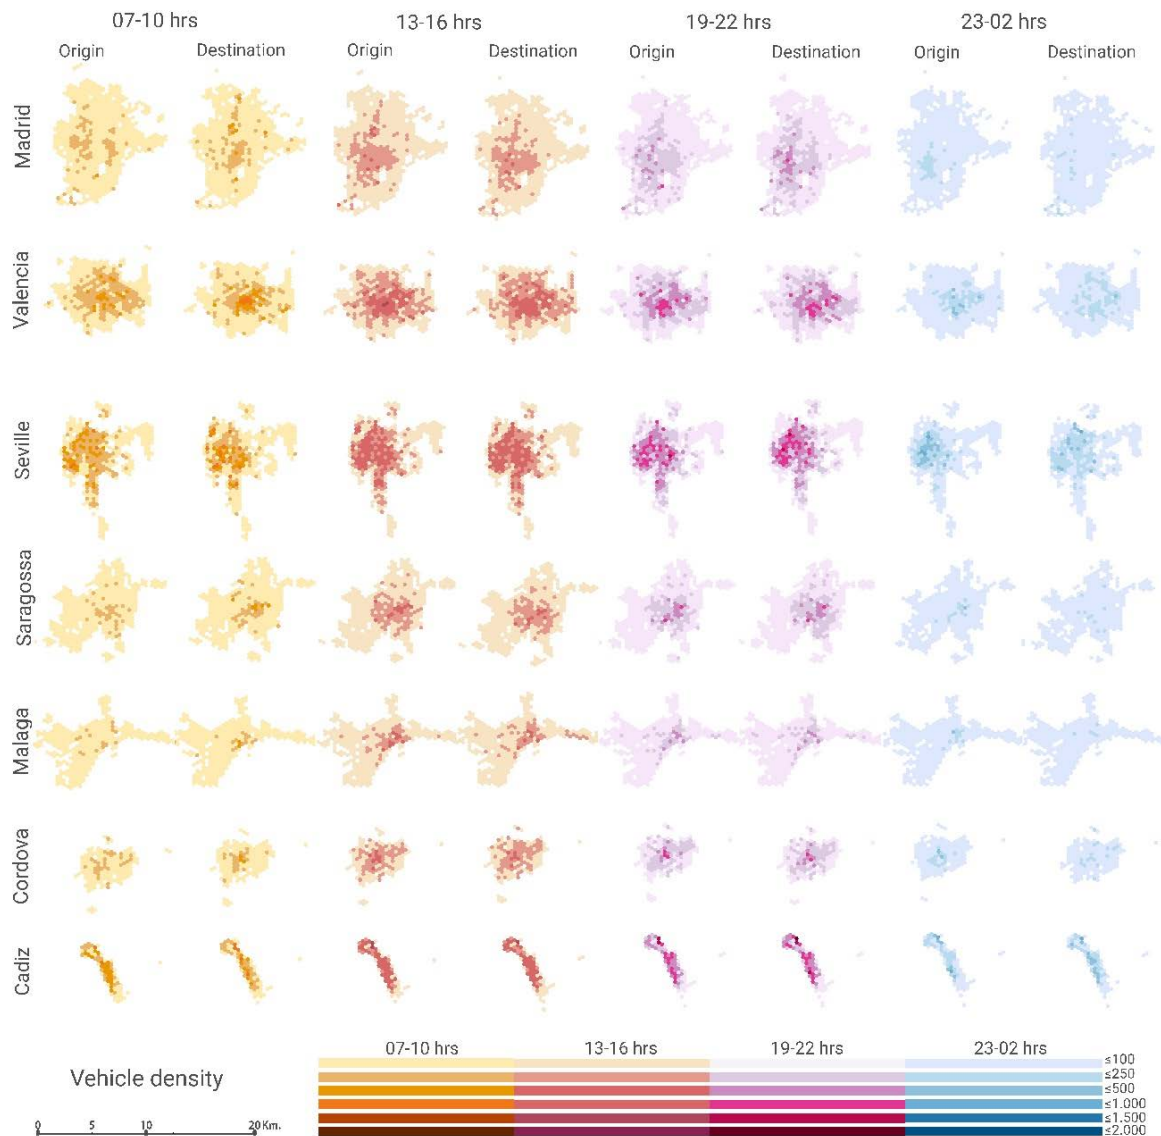 07-10 hrs 13-16 hrs 19-22 hrs 23-02 hrs
Origin Destination Origin Destination Origin Destination Origin Destination
Madrid
Valencia
Seville
Saragossa
Malaga
Cordova
Cadiz
07-10 hrs 13-16 hrs 19-22 hrs 23-02 hrs
Vehicle density
≤100
≤250
≤500
≤1.000
≤1.500
≤2.000
0 5 10 20 Km.